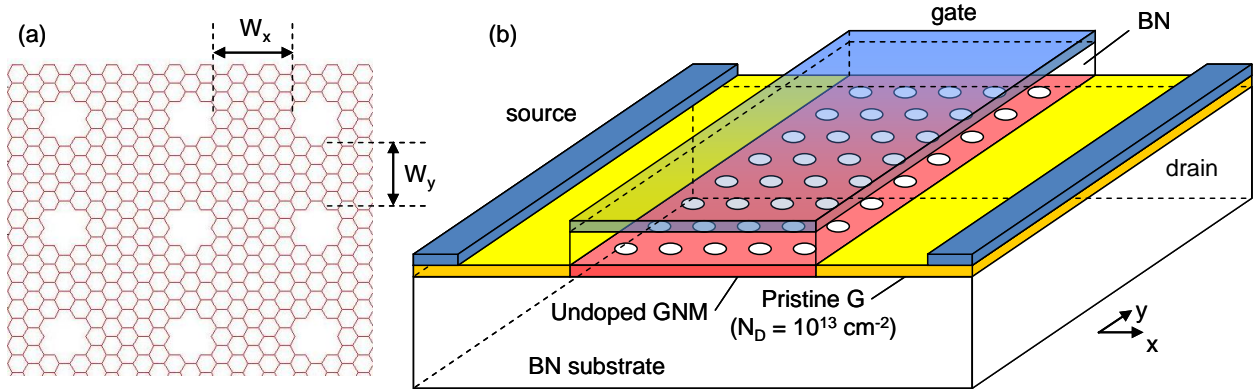 (a)
Wx
Wy
(b)
gate
BN
source
drain
Undoped GNM
Pristine G
(ND = 10¹³ cm⁻²)
BN substrate
y
x